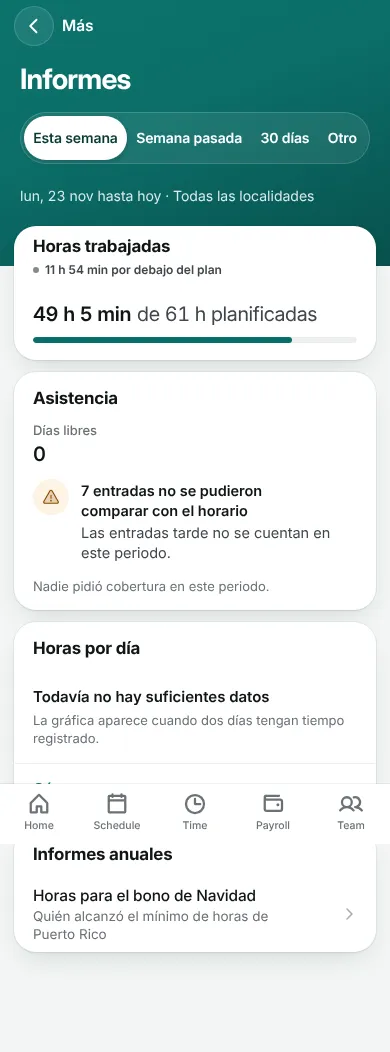 Más
Informes
Esta semana
Semana pasada
30 días
Otro
lun, 23 nov hasta hoy · Todas las localidades
Horas trabajadas
11 h 54 min por debajo del plan
49 h 5 min de 61 h planificadas
Asistencia
Días libres
0
7 entradas no se pudieron
comparar con el horario
Las entradas tarde no se cuentan en
este periodo.
Nadie pidió cobertura en este periodo.
Horas por día
Todavía no hay suficientes datos
La gráfica aparece cuando dos días tengan tiempo
registrado.
Home
Schedule
Time
Payroll
Team
Informes anuales
Horas para el bono de Navidad
Quién alcanzó el mínimo de horas de
Puerto Rico